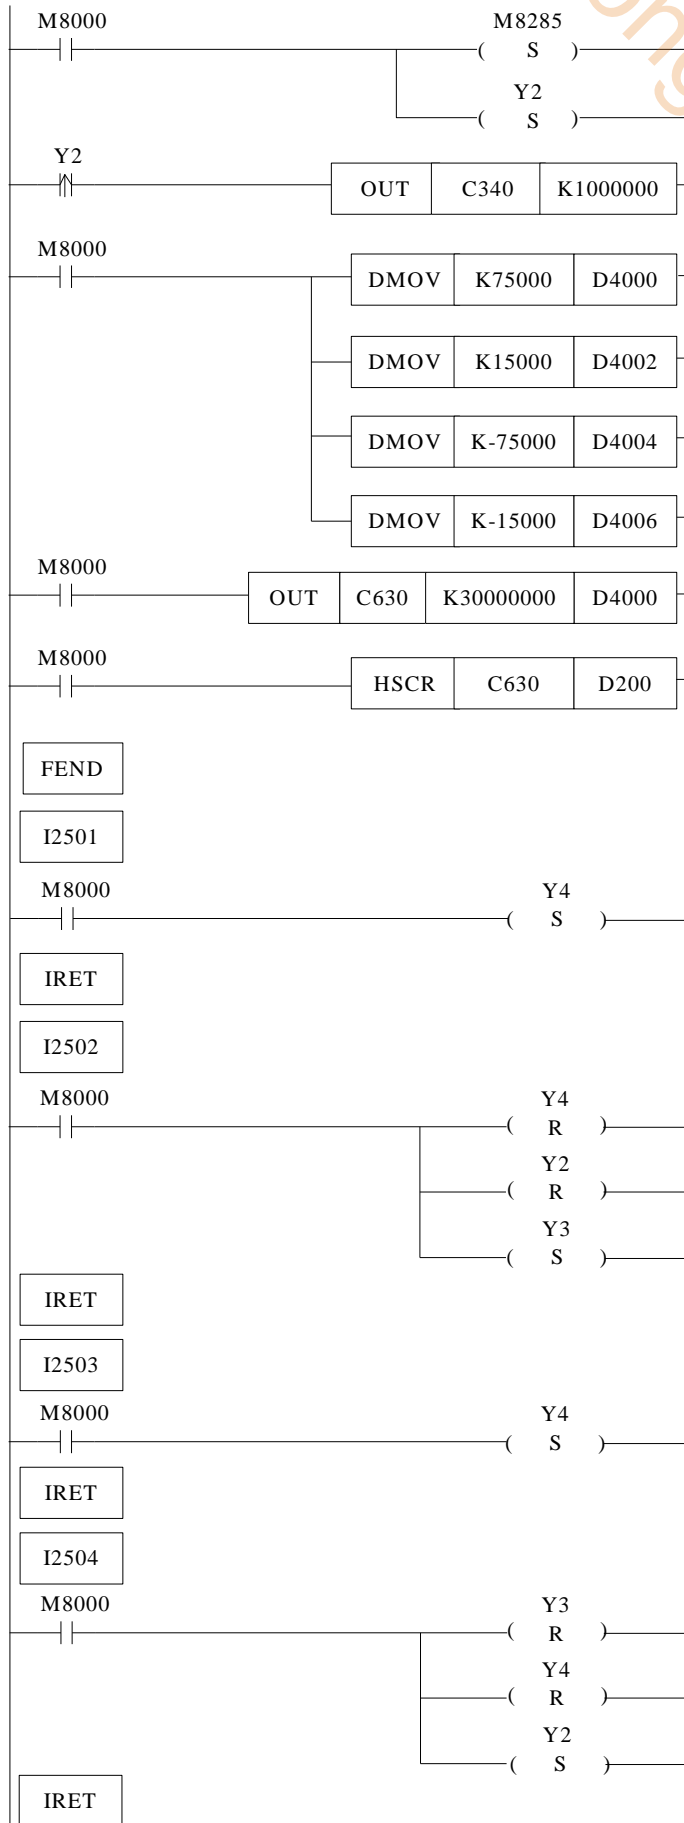 M8000 M8285
( S )
Y2
( S )
Y2
OUT C340 K1000000
M8000
DMOV K75000 D4000
DMOV K15000 D4002
DMOV K-75000 D4004
DMOV K-15000 D4006
M8000
OUT C630 K30000000 D4000
M8000
HSCR C630 D200
FEND
I2501
M8000 Y4
( S )
IRET
I2502
M8000 Y4
( R )
Y2
( R )
Y3
( S )
IRET
I2503
M8000 Y4
( S )
IRET
I2504
M8000 Y3
( R )
Y4
( R )
Y2
( S )
IRET